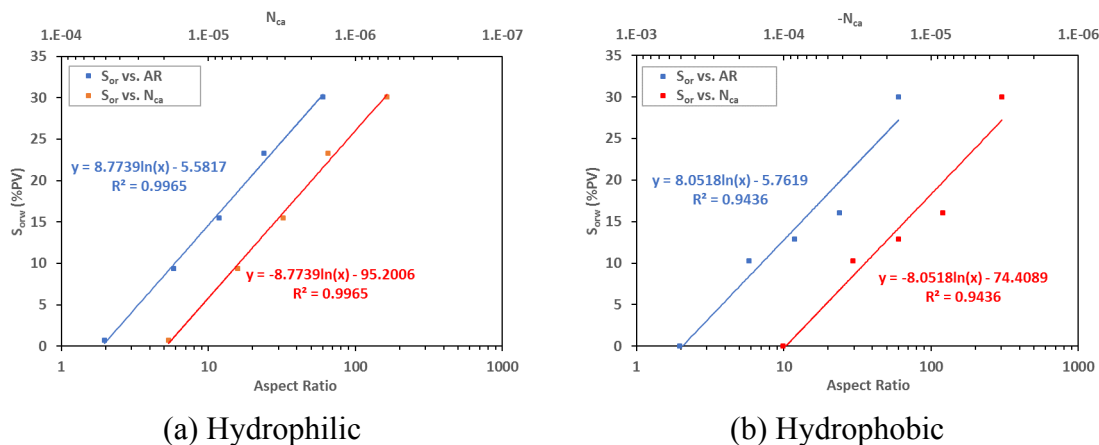 N_ca
1.E-04 1.E-05 1.E-06 1.E-07
35
30
25
20
15
10
5
0
S_orw (%PV)
S_or vs. AR
S_or vs. N_ca
y = 8.7739ln(x) - 5.5817
R² = 0.9965
y = -8.7739ln(x) - 95.2006
R² = 0.9965
1 10 100 1000
Aspect Ratio
(a) Hydrophilic
-N_ca
1.E-03 1.E-04 1.E-05 1.E-06
35
30
25
20
15
10
5
0
S_orw (%PV)
S_or vs. AR
S_or vs. N_ca
y = 8.0518ln(x) - 5.7619
R² = 0.9436
y = -8.0518ln(x) - 74.4089
R² = 0.9436
1 10 100 1000
Aspect Ratio
(b) Hydrophobic